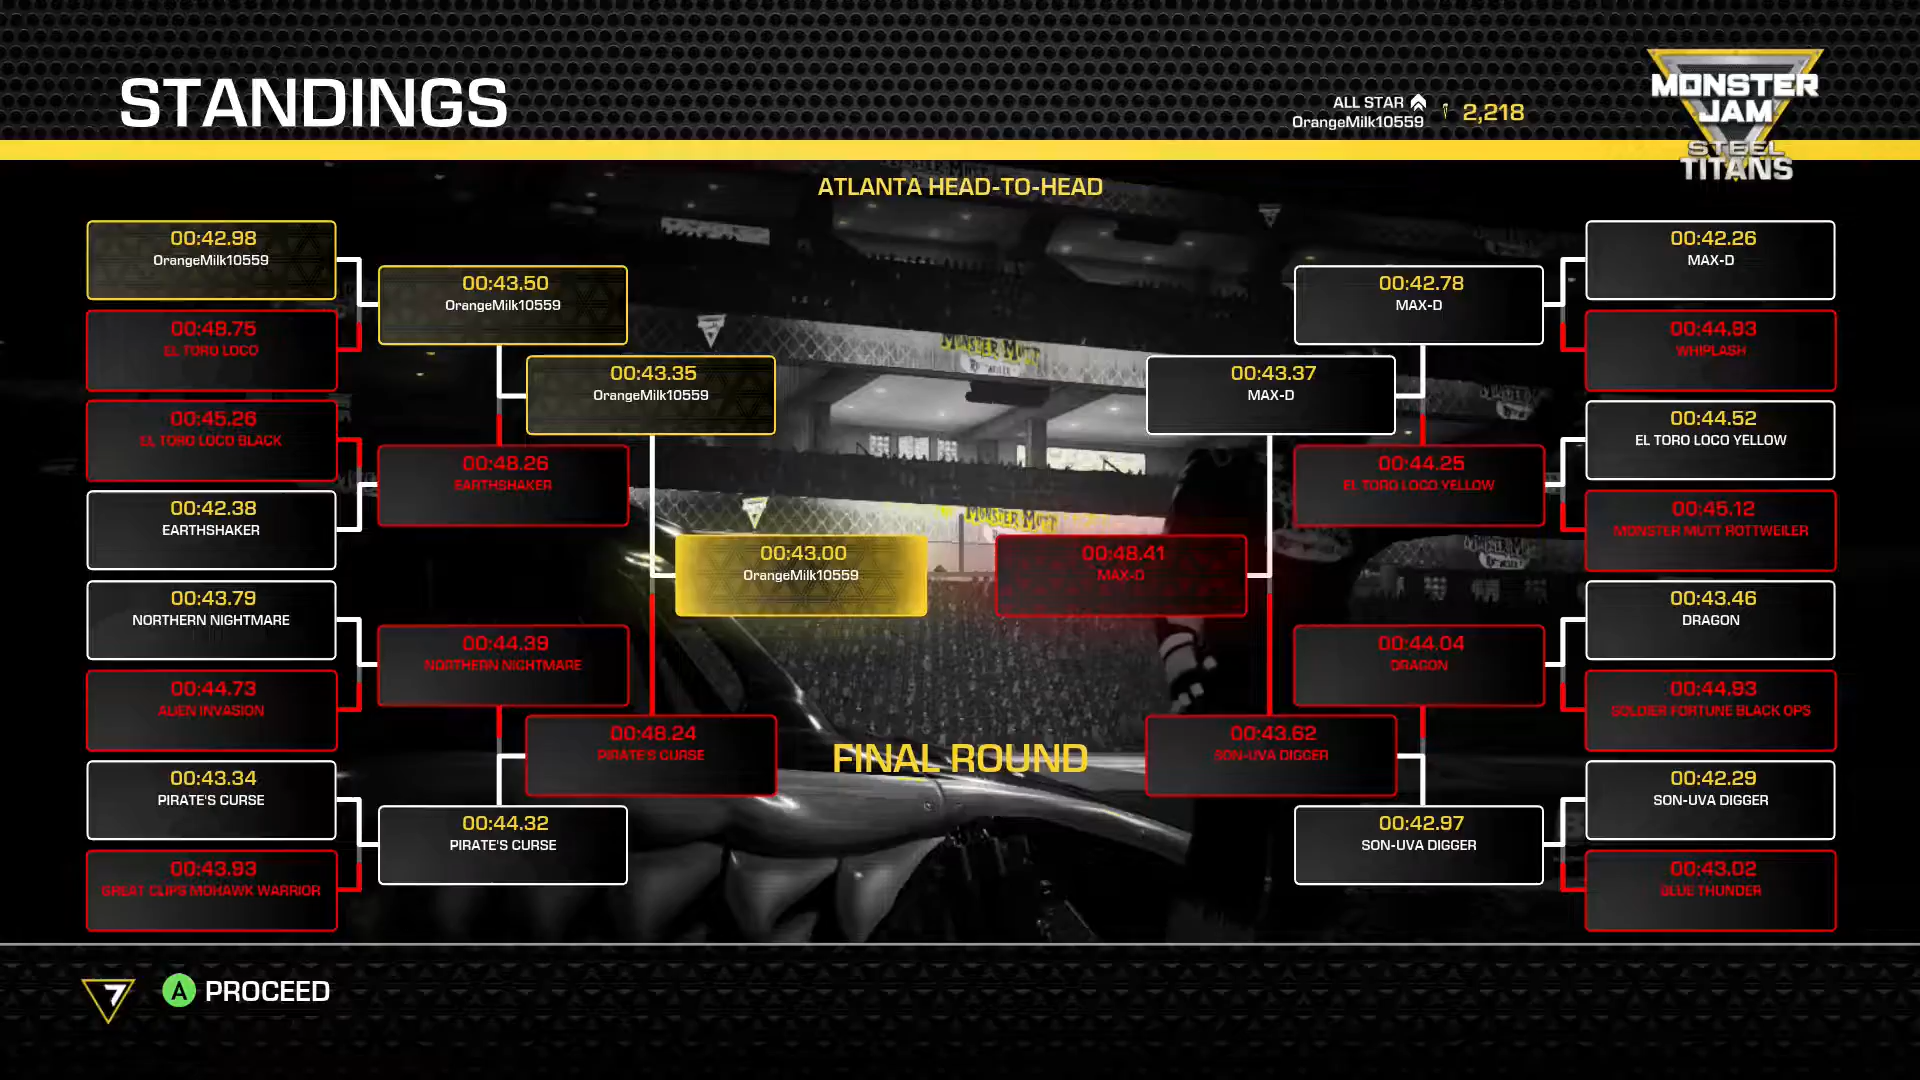 STANDINGS
ALL STAR
OrangeMilk10559
2,218
MONSTER
JAM
STEEL
TITANS
ATLANTA HEAD-TO-HEAD
00:42.98
OrangeMilk10559
00:48.75
EL TORO LOCO
00:45.26
EL TORO LOCO BLACK
00:42.38
EARTHSHAKER
00:43.79
NORTHERN NIGHTMARE
00:44.73
ALIEN INVASION
00:43.34
PIRATE'S CURSE
00:43.93
GREAT CLIPS MOHAWK WARRIOR
00:43.50
OrangeMilk10559
00:48.26
EARTHSHAKER
00:44.39
NORTHERN NIGHTMARE
00:44.32
PIRATE'S CURSE
00:43.35
OrangeMilk10559
00:48.24
PIRATE'S CURSE
00:43.00
OrangeMilk10559
00:48.41
MAX-D
FINAL ROUND
00:43.37
MAX-D
00:43.62
SON-UVA DIGGER
00:42.78
MAX-D
00:44.25
EL TORO LOCO YELLOW
00:44.04
DRAGON
00:42.97
SON-UVA DIGGER
00:42.26
MAX-D
00:44.93
WHIPLASH
00:44.52
EL TORO LOCO YELLOW
00:45.12
MONSTER MUTT ROTTWEILER
00:43.46
DRAGON
00:44.93
SOLDIER FORTUNE BLACK OPS
00:42.29
SON-UVA DIGGER
00:43.02
BLUE THUNDER
MONSTER MUTT
MONSTER MUTT
7
A PROCEED